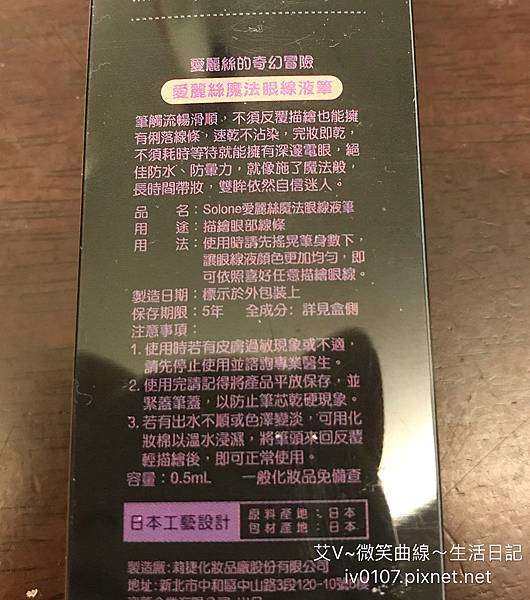 愛麗絲的奇幻冒險
愛麗絲魔法眼線液筆
筆觸流暢滑順，不須反覆描繪也能擁
有俐落線條，速乾不沾染，完妝即乾，
不須耗時等待就能擁有深邃電眼，絕
佳防水、防暈力，就像施了魔法般，
長時間帶妝，雙眸依然自信迷人。
品　　名：Solone愛麗絲魔法眼線液筆
用　　途：描繪眼部線條
用　　法：使用時請先搖晃筆身數下，
讓眼線液顏色更加均勻，即
可依照喜好任意描繪眼線。
製造日期：標示於外包裝上
保存期限：5年　全成分：詳見盒側
注意事項：
1. 使用時若有皮膚過敏現象或不適，
請先停止使用並諮詢專業醫生。
2. 使用完請記得將產品平放保存，並
緊蓋筆蓋，以防止筆芯乾硬現象。
3. 若有出水不順或色澤變淡，可用化
妝棉以溫水浸濕，將筆頭來回反覆
輕描繪後，即可正常使用。
容量：0.5mL　一般化妝品免備查
日本工藝設計
原料產地：日本
包材產地：日本
製造廠：莉捷化妝品廠股份有限公司
地址：新北市中和區中山路3段120-10號
艾V~微笑曲線～生活日記
iv0107.pixnet.net